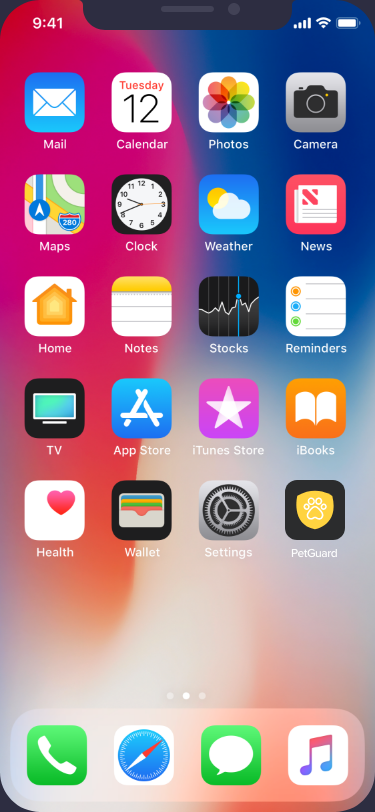 9:41
Tuesday
12
Mail
Calendar
Photos
Camera
280
12
Maps
Clock
Weather
News
Home
Notes
Stocks
Reminders
TV
App Store
iTunes Store
iBooks
Health
Wallet
Settings
PetGuard